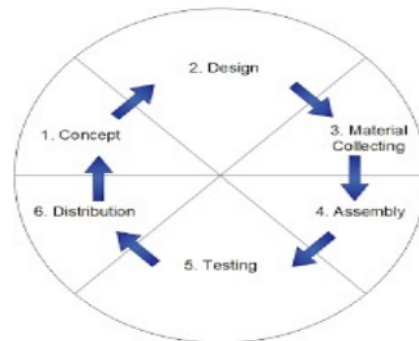 1. Concept
2. Design
3. Material
Collecting
4. Assembly
5. Testing
6. Distribution